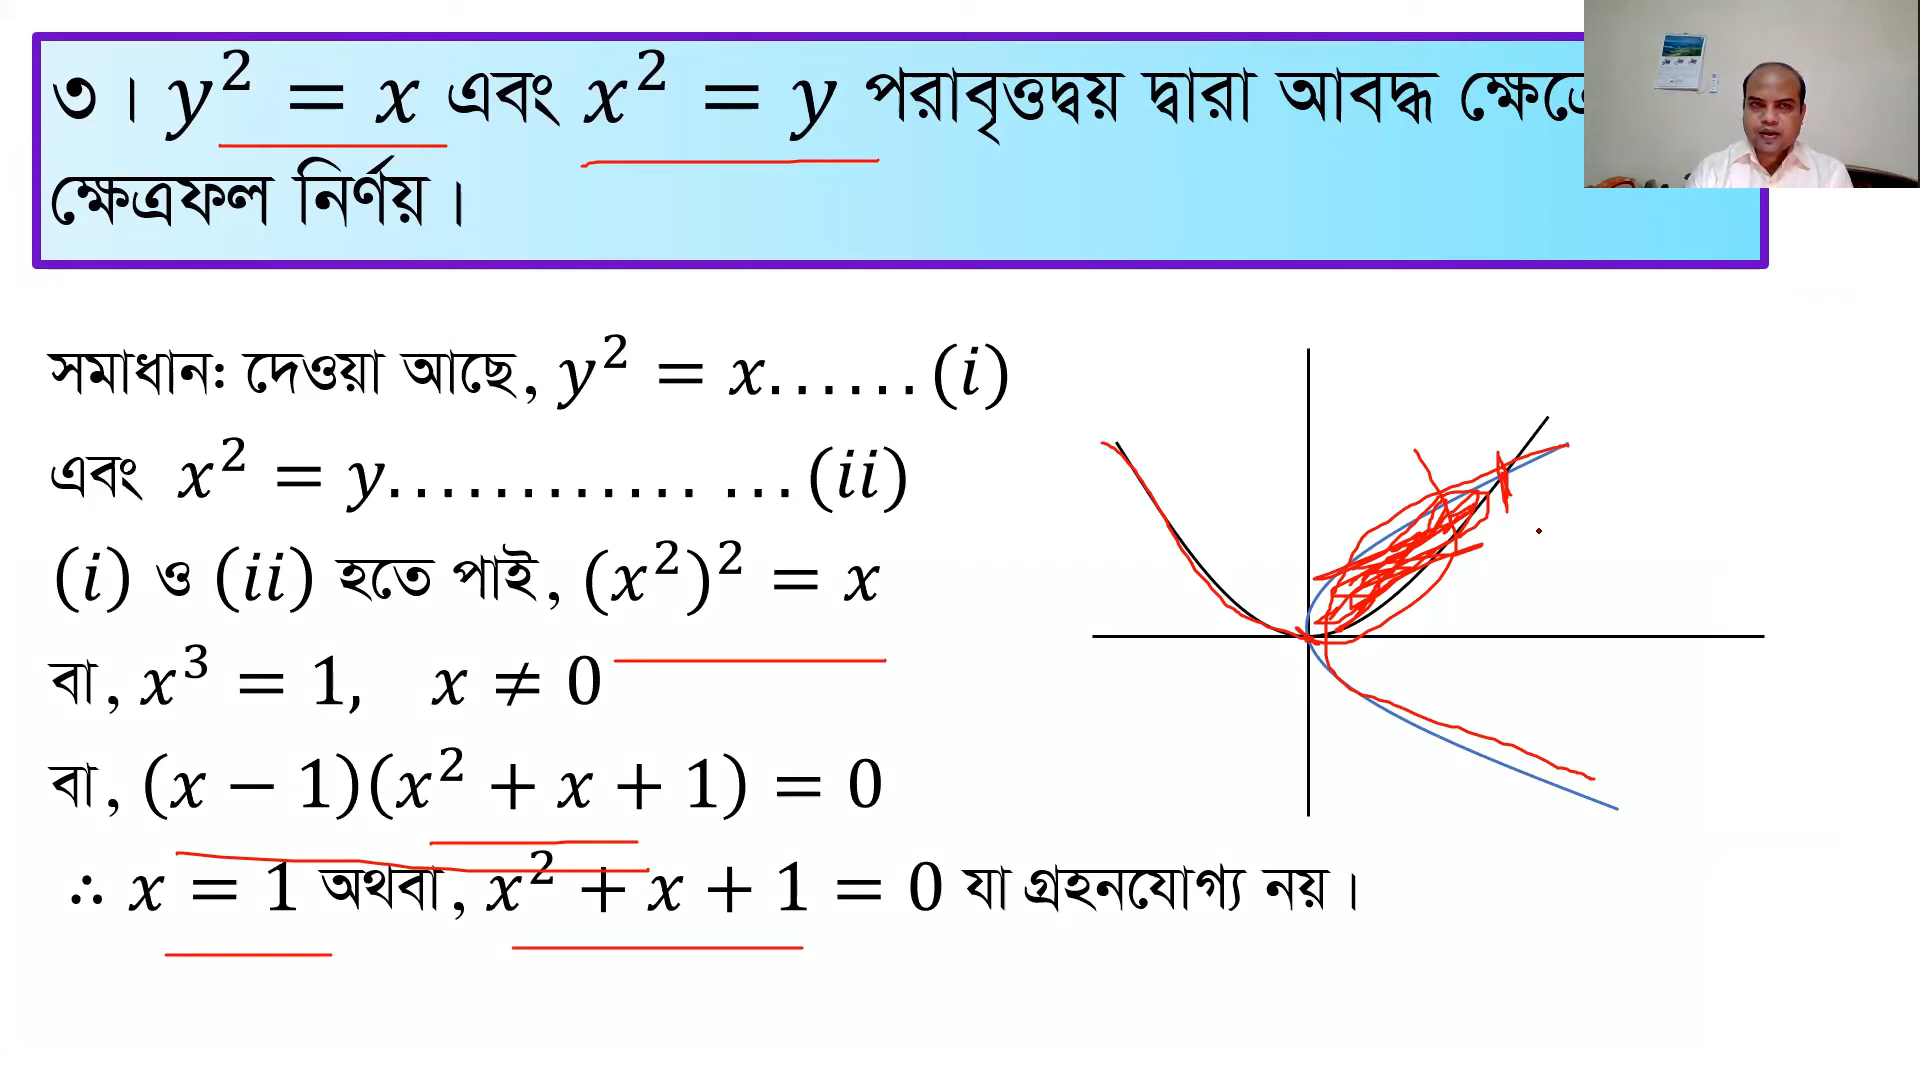 ৩। y² = x এবং x² = y পরাবৃত্তদ্বয় দ্বারা আবদ্ধ
ক্ষেত্রফল নির্ণয়।
সমাধানঃ দেওয়া আছে, y² = x......(i)
এবং x² = y............ ...(ii)
(i) ও (ii) হতে পাই, (x²)² = x
বা, x³ = 1, x ≠ 0
বা, (x − 1)(x² + x + 1) = 0
∴ x = 1 অথবা, x² + x + 1 = 0 যা গ্রহনযোগ্য নয়।